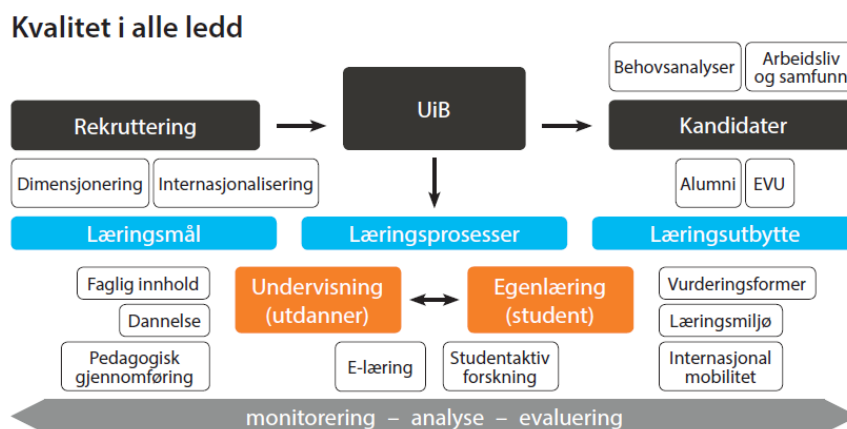 Kvalitet i alle ledd
Behovsanalyser
Arbeidsliv
og samfunn
Rekruttering
UiB
Kandidater
Dimensjonering
Internasjonalisering
Alumni
EVU
Læringsmål
Læringsprosesser
Læringsutbytte
Faglig innhold
Dannelse
Pedagogisk
gjennomføring
Undervisning
(utdanner)
Egenlæring
(student)
E-læring
Studentaktiv
forskning
Vurderingsformer
Læringsmiljø
Internasjonal
mobilitet
monitorering – analyse – evaluering